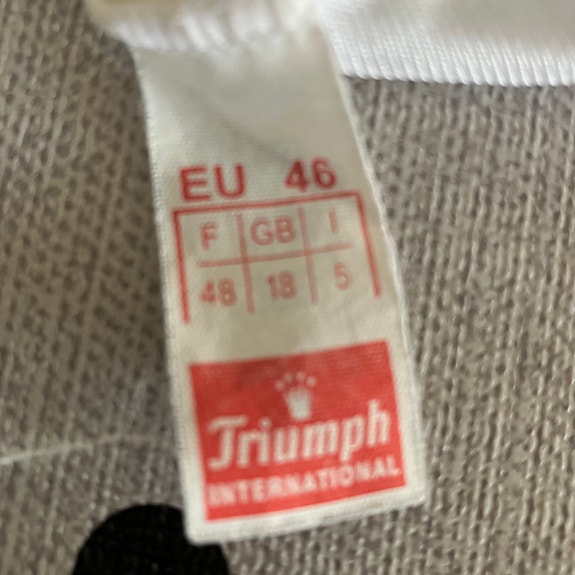 EU 46
F GB I
48 18 5
Triumph
INTERNATIONAL